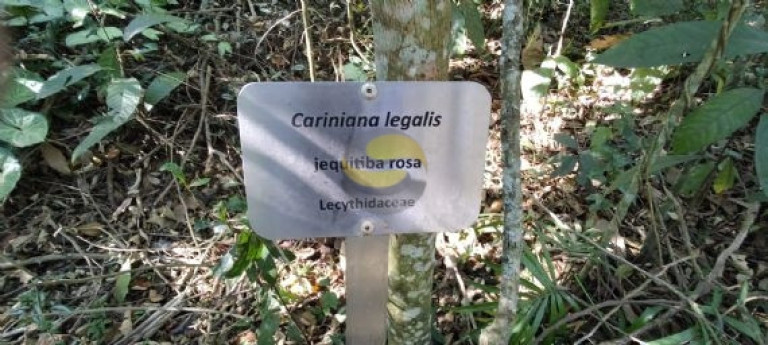 Cariniana legalis
jequitiba rosa
Lecythidaceae